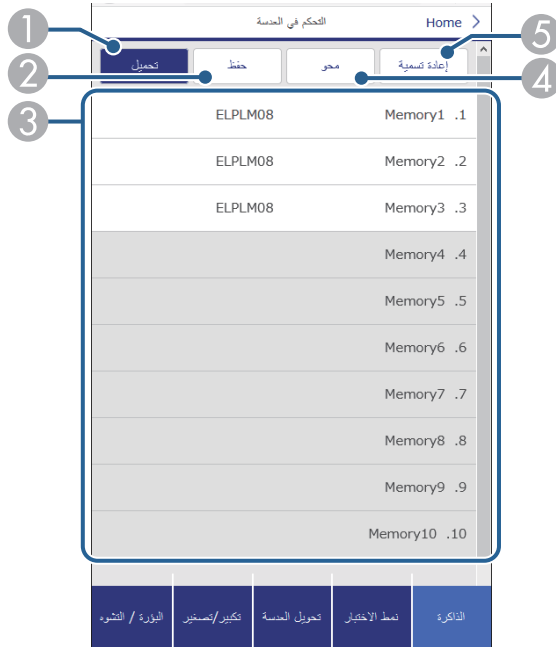 Home >
التحكم في العدسة
1
2
3
4
5
إعادة تسمية
محو
حفظ
تحميل
Memory1 .1 ELPLM08
Memory2 .2 ELPLM08
Memory3 .3 ELPLM08
Memory4 .4
Memory5 .5
Memory6 .6
Memory7 .7
Memory8 .8
Memory9 .9
Memory10 .10
الذاكرة
نمط الاختبار
تحويل العدسة
تكبير/تصغير
البؤرة / التشوه